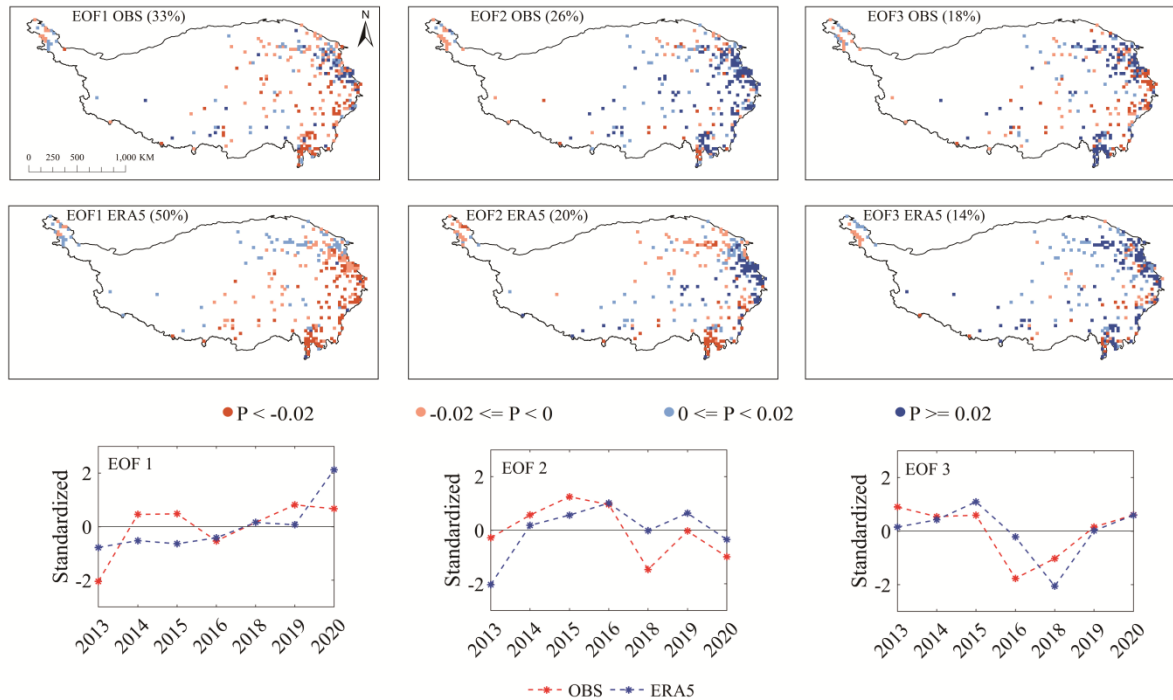 EOF1 OBS (33%)
N
EOF2 OBS (26%)
EOF3 OBS (18%)
0 250 500 1,000 KM
EOF1 ERA5 (50%)
EOF2 ERA5 (20%)
EOF3 ERA5 (14%)
P < -0.02
-0.02 <= P < 0
0 <= P < 0.02
P >= 0.02
EOF 1
Standardized
2
0
-2
2013 2014 2015 2016 2018 2019 2020
EOF 2
Standardized
2
0
-2
2013 2014 2015 2016 2018 2019 2020
EOF 3
Standardized
2
0
-2
2013 2014 2015 2016 2018 2019 2020
OBS ERA5